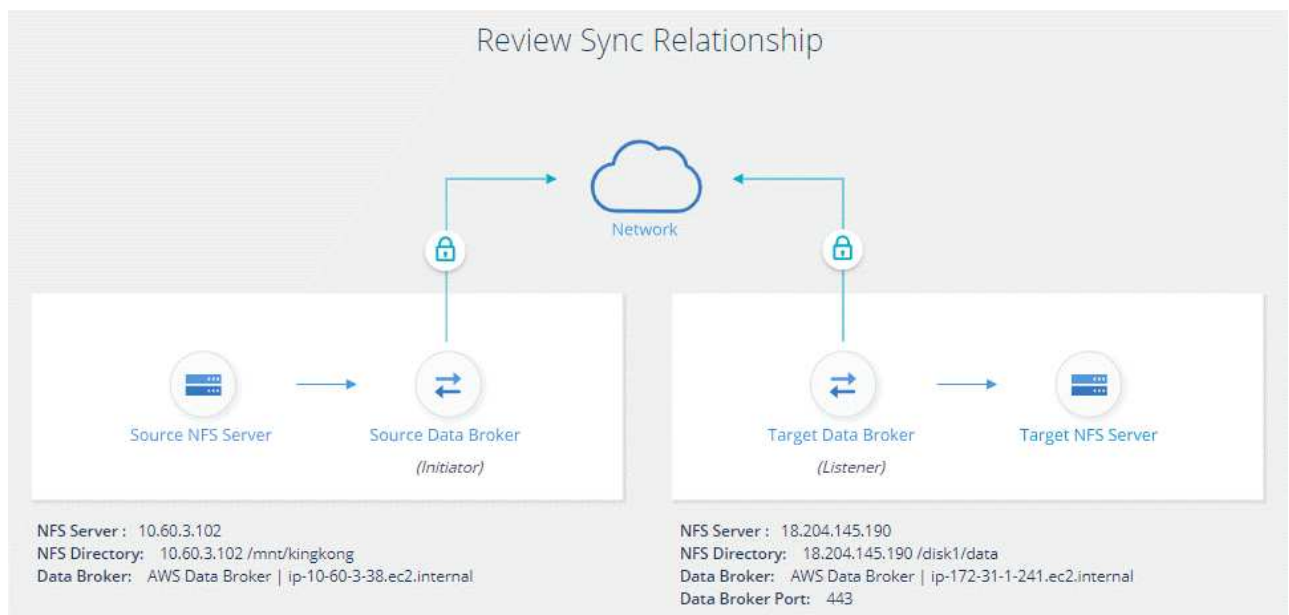 Review Sync Relationship
Network
Source NFS Server
Source Data Broker
(Initiator)
Target Data Broker
Target NFS Server
(Listener)
NFS Server : 10.60.3.102
NFS Directory: 10.60.3.102 /mnt/kingkong
Data Broker: AWS Data Broker | ip-10-60-3-38.ec2.internal
NFS Server : 18.204.145.190
NFS Directory: 18.204.145.190 /disk1/data
Data Broker: AWS Data Broker | ip-172-31-1-241.ec2.internal
Data Broker Port: 443